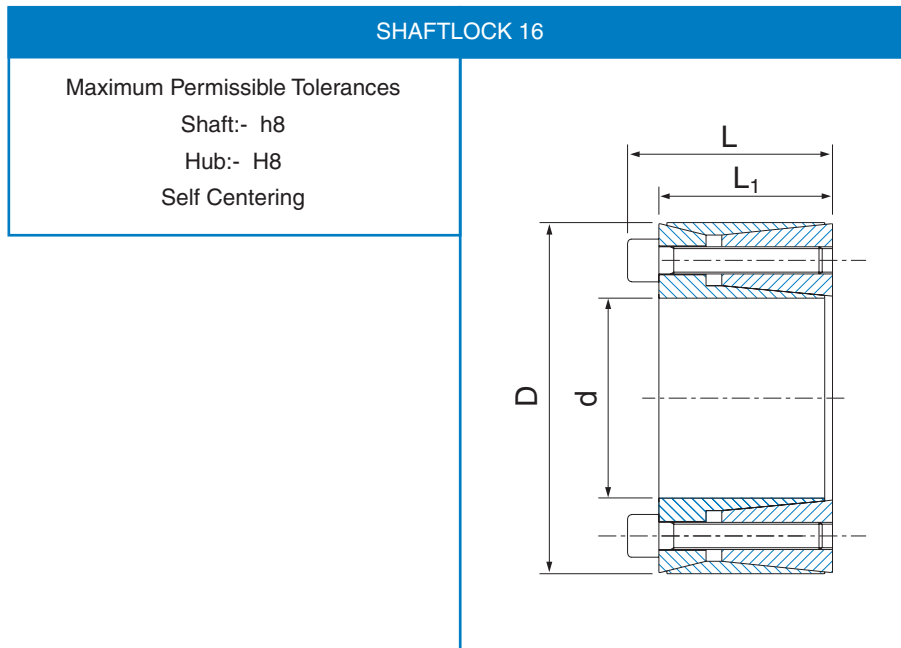 SHAFTLOCK 16
Maximum Permissible Tolerances
Shaft:- h8
Hub:- H8
Self Centering
L
L₁
D
d